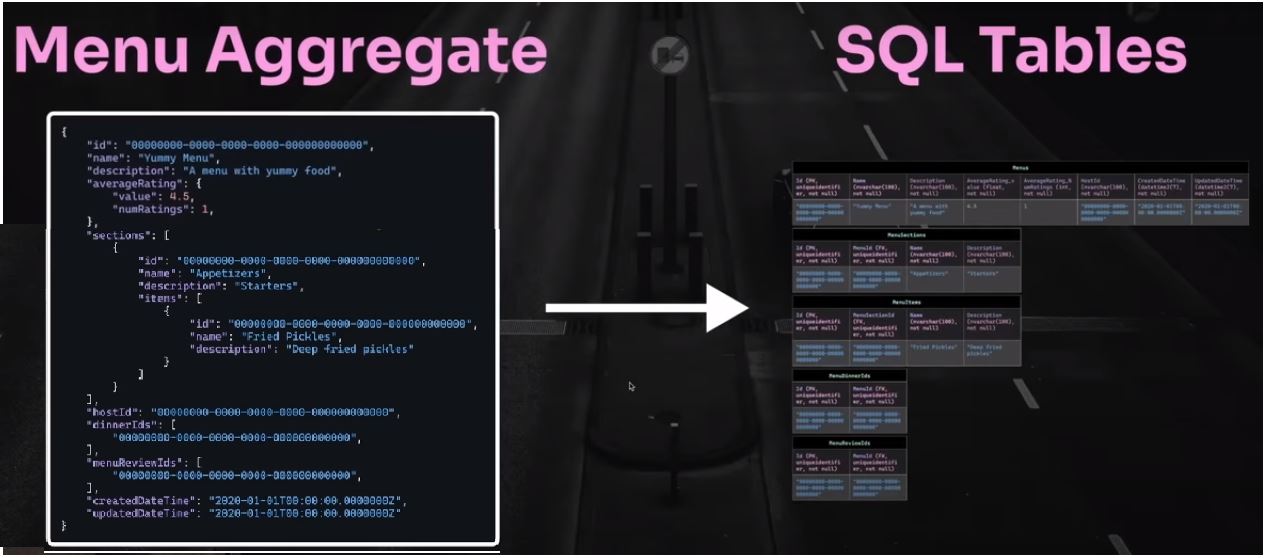 Menu Aggregate
SQL Tables
{
"id": "00000000-0000-0000-0000-000000000000",
"name": "Yummy Menu",
"description": "A menu with yummy food",
"averageRating": {
"value": 4.5,
"numRatings": 1,
},
"sections": [
{
"id": "00000000-0000-0000-0000-000000000000",
"name": "Appetizers",
"description": "Starters",
"items": [
{
"id": "00000000-0000-0000-0000-000000000000",
"name": "Fried Pickles",
"description": "Deep fried pickles"
}
]
}
],
"hostId": "00000000-0000-0000-0000-000000000000",
"dinnerIds": [
"00000000-0000-0000-0000-000000000000",
],
"menuReviewIds": [
"00000000-0000-0000-0000-000000000000",
],
"createdDateTime": "2020-01-01T00:00:00.0000000Z",
"updatedDateTime": "2020-01-01T00:00:00.0000000Z"
}
Menus
Id (PK, uniqueidentifier, not null)
Name (nvarchar(100), not null)
Description (nvarchar(100), not null)
AverageRating_value (float, not null)
AverageRating_NumRatings (int, not null)
HostId (nvarchar(100), not null)
CreatedDateTime (datetime2(7), not null)
UpdatedDateTime (datetime2(7), not null)
"00000000-0000-0000-0000-000000000000"
"Yummy Menu"
"A menu with yummy food"
4.5
1
"00000000-0000-0000-0000-000000000000"
"2020-01-01T00:00:00.0000000Z"
"2020-01-01T00:00:00.0000000Z"
MenuSections
Id (PK, uniqueidentifier, not null)
MenuId (FK, uniqueidentifier, not null)
Name (nvarchar(100), not null)
Description (nvarchar(100), not null)
"00000000-0000-0000-0000-000000000000"
"00000000-0000-0000-0000-000000000000"
"Appetizers"
"Starters"
MenuItems
Id (PK, uniqueidentifier, not null)
MenuSectionId (FK, uniqueidentifier, not null)
Name (nvarchar(100), not null)
Description (nvarchar(100), not null)
"00000000-0000-0000-0000-000000000000"
"00000000-0000-0000-0000-000000000000"
"Fried Pickles"
"Deep fried pickles"
MenuDinnerIds
Id (PK, uniqueidentifier, not null)
MenuId (FK, uniqueidentifier, not null)
"00000000-0000-0000-0000-000000000000"
"00000000-0000-0000-0000-000000000000"
MenuReviewIds
Id (PK, uniqueidentifier, not null)
MenuId (FK, uniqueidentifier, not null)
"00000000-0000-0000-0000-000000000000"
"00000000-0000-0000-0000-000000000000"